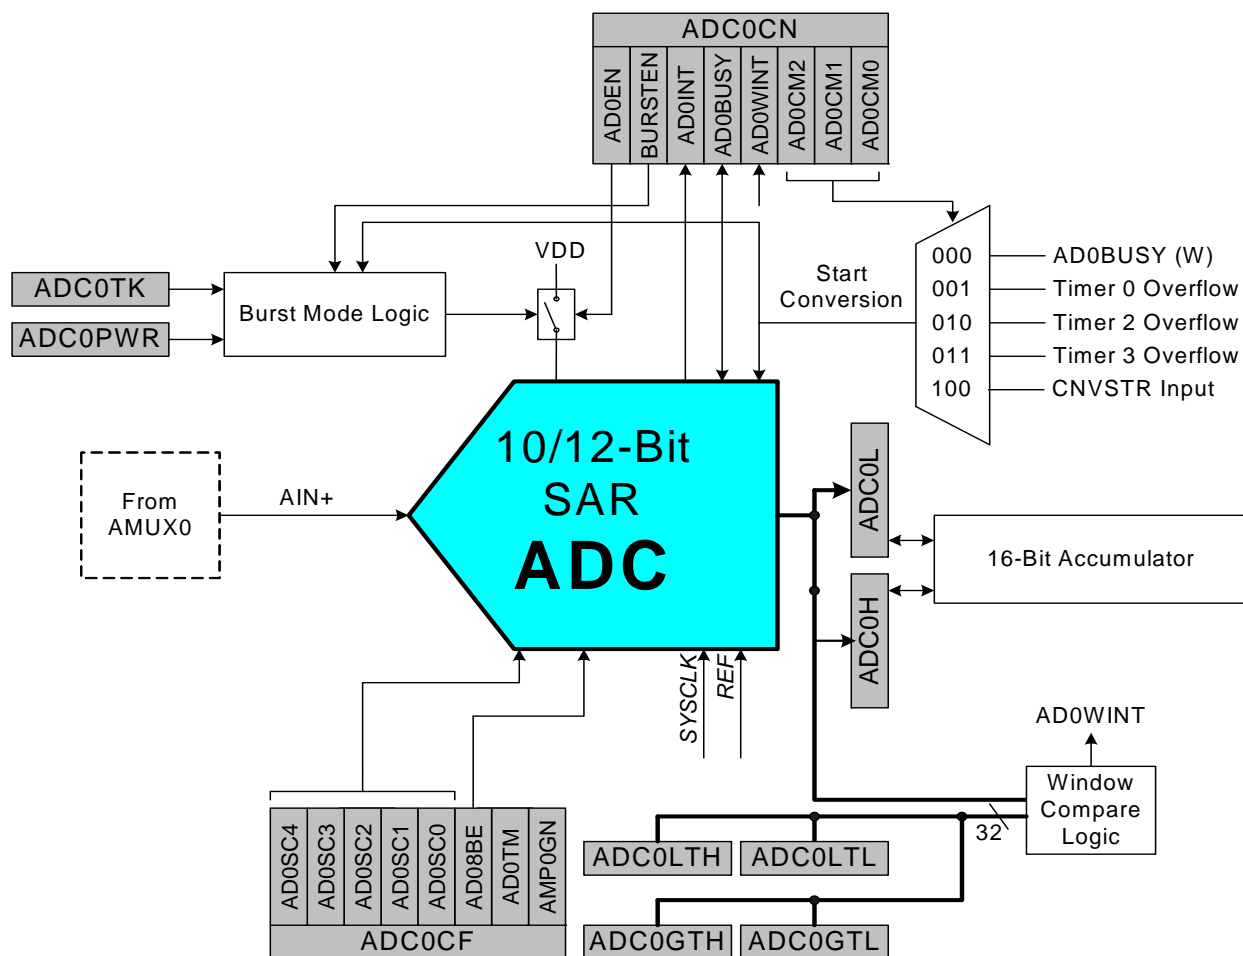 ADC0CN
AD0EN
BURSTEN
AD0INT
AD0BUSY
AD0WINT
AD0CM2
AD0CM1
AD0CM0
VDD
ADC0TK
ADC0PWR
Burst Mode Logic
Start
Conversion
000
001
010
011
100
AD0BUSY (W)
Timer 0 Overflow
Timer 2 Overflow
Timer 3 Overflow
CNVSTR Input
From
AMUX0
AIN+
10/12-Bit
SAR
ADC
ADC0L
ADC0H
16-Bit Accumulator
SYSCLK
REF
AD0WINT
Window
Compare
Logic
32
AD0SC4
AD0SC3
AD0SC2
AD0SC1
AD0SC0
AD08BE
AD0TM
AMP0GN
ADC0CF
ADC0LTH
ADC0LTL
ADC0GTH
ADC0GTL